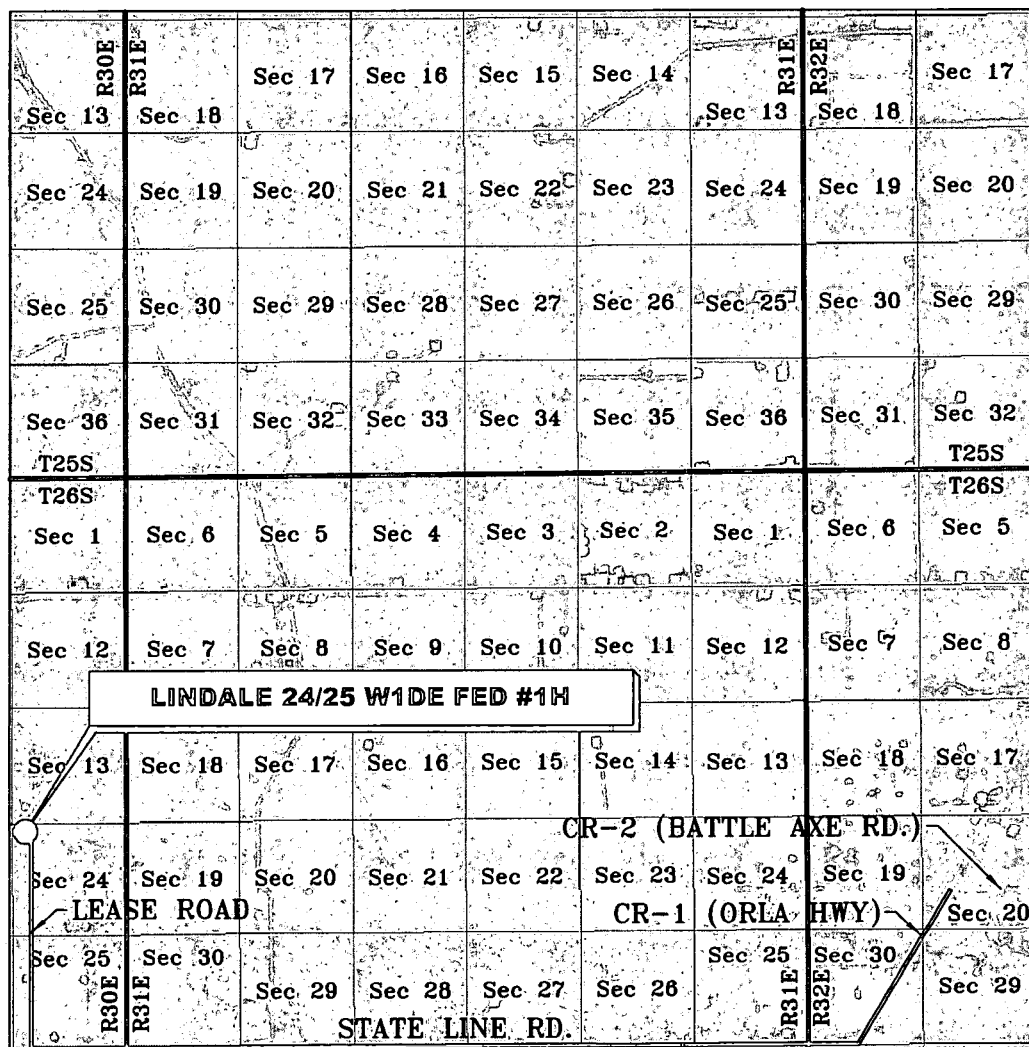 R30E R31E Sec 17 Sec 16 Sec 15 Sec 14 R31E R32E Sec 17
Sec 13 Sec 18 Sec 13 Sec 18
Sec 24 Sec 19 Sec 20 Sec 21 Sec 22 Sec 23 Sec 24 Sec 19 Sec 20
Sec 25 Sec 30 Sec 29 Sec 28 Sec 27 Sec 26 Sec 25 Sec 30 Sec 29
Sec 36 Sec 31 Sec 32 Sec 33 Sec 34 Sec 35 Sec 36 Sec 31 Sec 32
T25S T25S
T26S T26S
Sec 1 Sec 6 Sec 5 Sec 4 Sec 3 Sec 2 Sec 1 Sec 6 Sec 5
Sec 12 Sec 7 Sec 8 Sec 9 Sec 10 Sec 11 Sec 12 Sec 7 Sec 8
LINDALE 24/25 W1DE FED #1H
Sec 13 Sec 18 Sec 17 Sec 16 Sec 15 Sec 14 Sec 13 Sec 18 Sec 17
CR-2 (BATTLE AXE RD.)
Sec 24 Sec 19 Sec 20 Sec 21 Sec 22 Sec 23 Sec 24 Sec 19
LEASE ROAD CR-1 (ORLA HWY) Sec 20
Sec 25 Sec 30 Sec 25 Sec 30
R30E R31E Sec 29 Sec 28 Sec 27 Sec 26 R31E R32E Sec 29
STATE LINE RD.